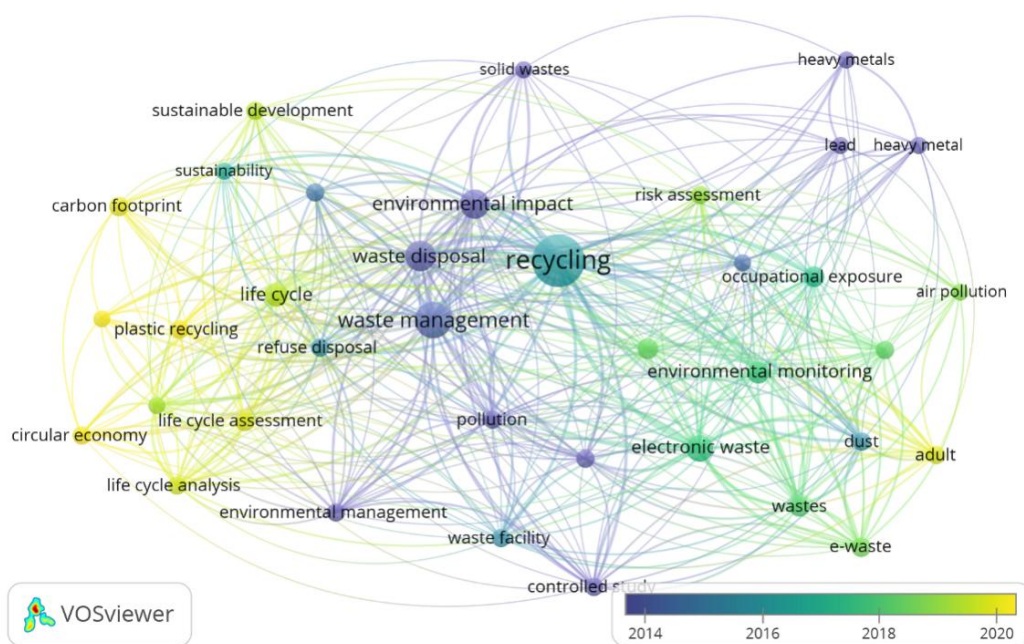 solid wastes
heavy metals
sustainable development
lead
heavy metal
sustainability
risk assessment
carbon footprint
environmental impact
waste disposal
recycling
occupational exposure
life cycle
air pollution
waste management
plastic recycling
refuse disposal
environmental monitoring
pollution
life cycle assessment
circular economy
electronic waste
dust
adult
life cycle analysis
environmental management
wastes
waste facility
e-waste
controlled study
VOSviewer
2014
2016
2018
2020